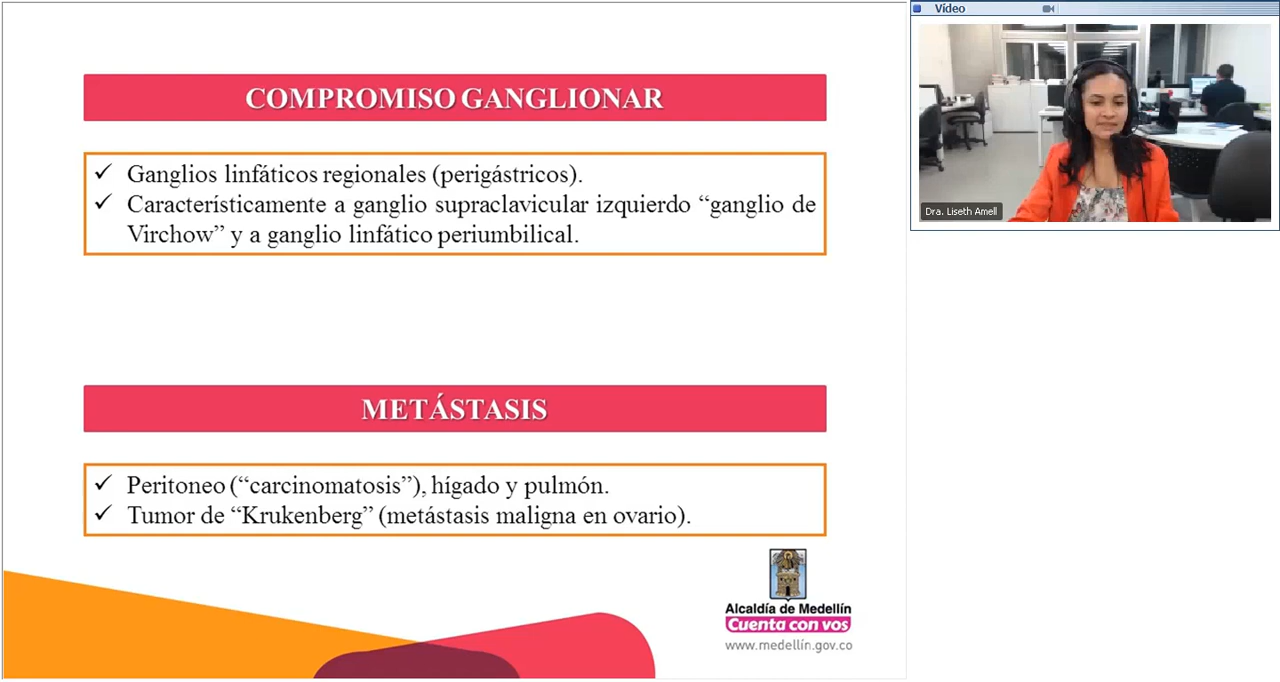 COMPROMISO GANGLIONAR
✓ Ganglios linfáticos regionales (perigástricos).
✓ Característicamente a ganglio supraclavicular izquierdo “ganglio de
Virchow” y a ganglio linfático periumbilical.
METÁSTASIS
✓ Peritoneo (“carcinomatosis”), hígado y pulmón.
✓ Tumor de “Krukenberg” (metástasis maligna en ovario).
Alcaldía de Medellín
Cuenta con vos
www.medellín.gov.co
Vídeo
Dra. Liseth Amell